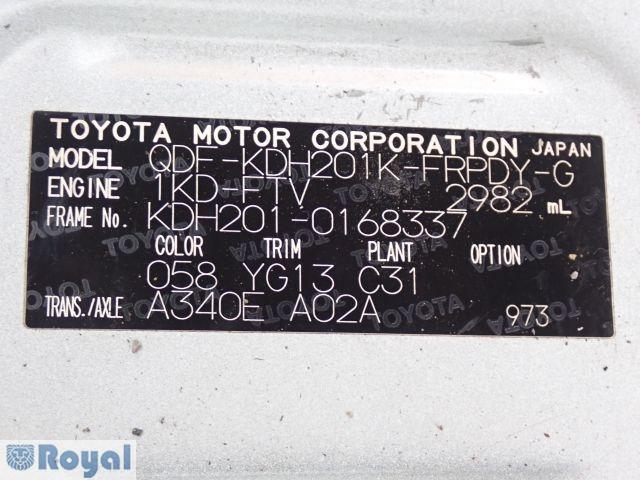 TOYOTA MOTOR CORPORATION JAPAN
MODEL QDF-KDH201K-FRPDY-G
ENGINE 1KD-FTV 2982 mL
FRAME No. KDH201-0168337
COLOR TRIM PLANT OPTION
058 YG13 C31
TRANS./AXLE A340E A02A 973
Royal